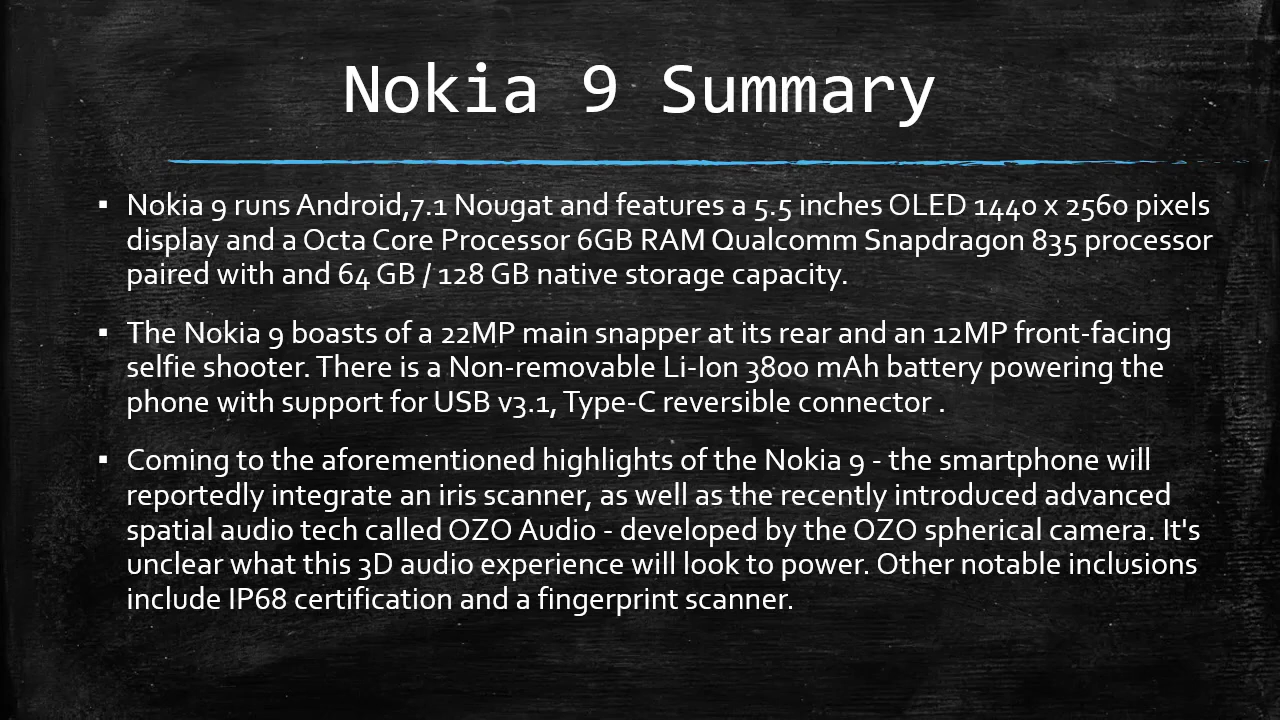 Nokia 9 Summary
▪ Nokia 9 runs Android,7.1 Nougat and features a 5.5 inches OLED 1440 x 2560 pixels
display and a Octa Core Processor 6GB RAM Qualcomm Snapdragon 835 processor
paired with and 64 GB / 128 GB native storage capacity.
▪ The Nokia 9 boasts of a 22MP main snapper at its rear and an 12MP front-facing
selfie shooter. There is a Non-removable Li-Ion 3800 mAh battery powering the
phone with support for USB v3.1, Type-C reversible connector .
▪ Coming to the aforementioned highlights of the Nokia 9 - the smartphone will
reportedly integrate an iris scanner, as well as the recently introduced advanced
spatial audio tech called OZO Audio - developed by the OZO spherical camera. It's
unclear what this 3D audio experience will look to power. Other notable inclusions
include IP68 certification and a fingerprint scanner.